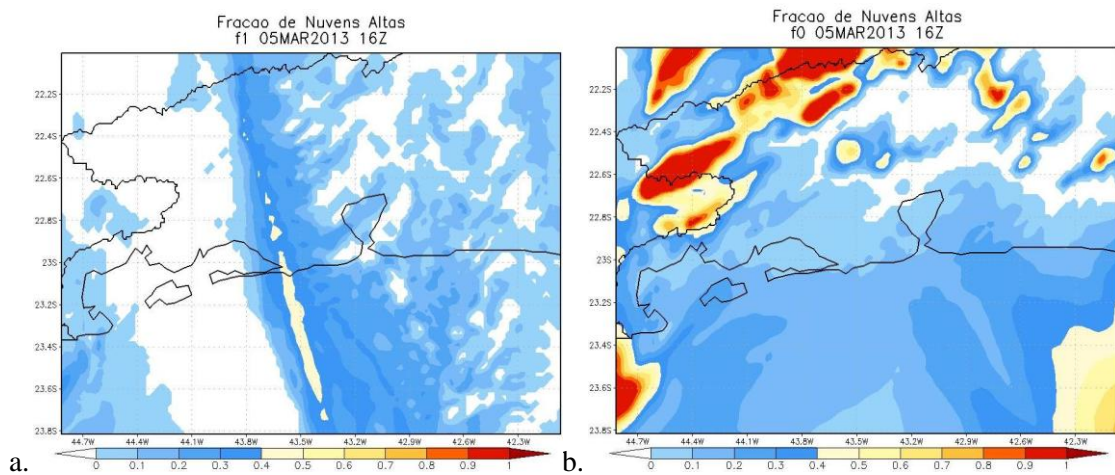 Fracao de Nuvens Altas
f1 05MAR2013 16Z
22.2S
22.4S
22.6S
22.8S
23S
23.2S
23.4S
23.6S
23.8S
44.7W 44.4W 44.1W 43.8W 43.5W 43.2W 42.9W 42.6W 42.3W
0 0.1 0.2 0.3 0.4 0.5 0.6 0.7 0.8 0.9 1
a.
Fracao de Nuvens Altas
f0 05MAR2013 16Z
22.2S
22.4S
22.6S
22.8S
23S
23.2S
23.4S
23.6S
23.8S
44.7W 44.4W 44.1W 43.8W 43.5W 43.2W 42.9W 42.6W 42.3W
0 0.1 0.2 0.3 0.4 0.5 0.6 0.7 0.8 0.9
b.